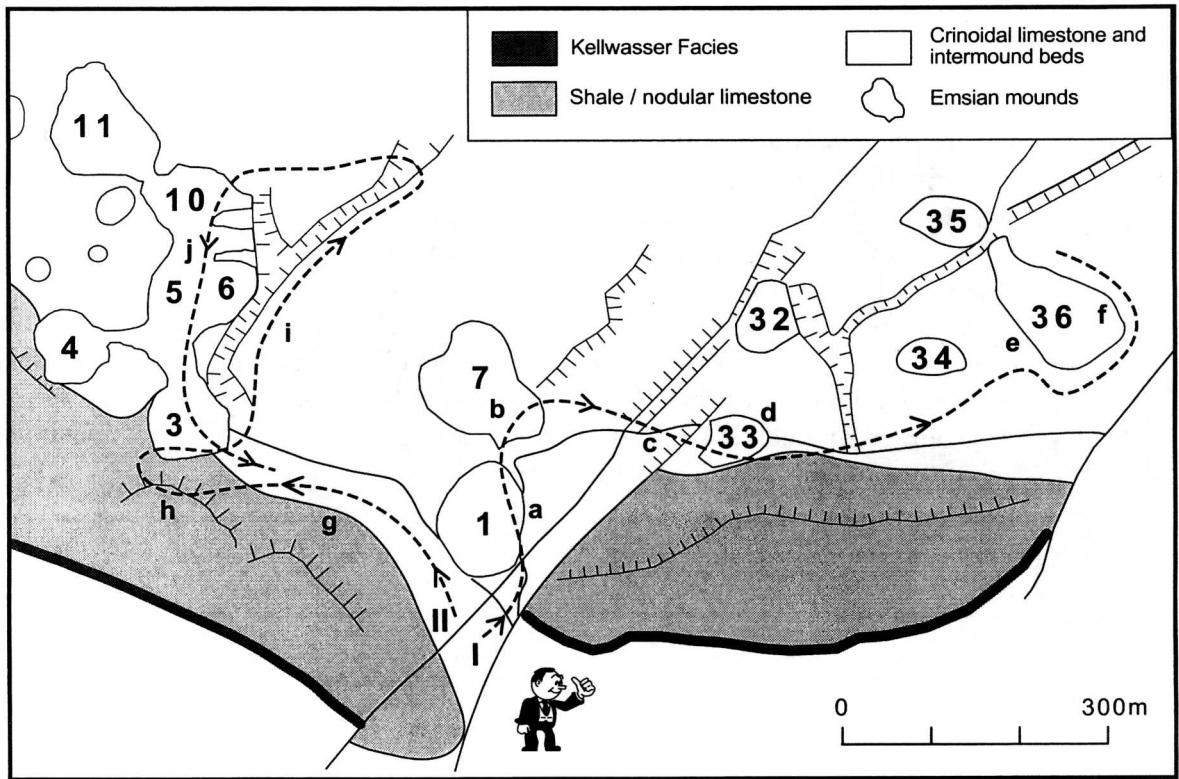 Kellwasser Facies
Shale / nodular limestone
Crinoidal limestone and
intermound beds
Emsian mounds
11
10
j
5
6
4
3
i
h
g
7
b
1
a
II
I
c
32
33
d
34
35
36
e
f
0
300m